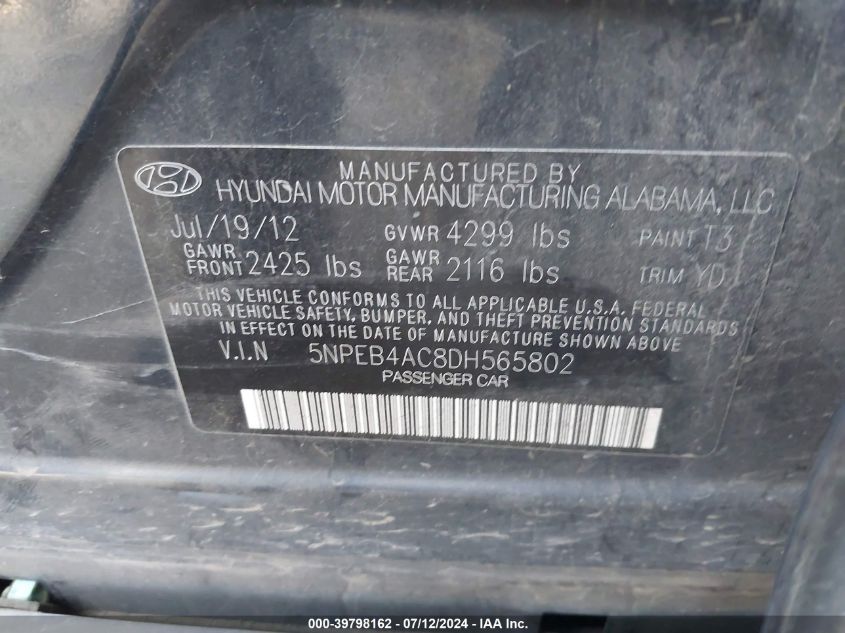 MANUFACTURED BY
HYUNDAI MOTOR MANUFACTURING ALABAMA, LLC
Jul/19/12 GVWR 4299 lbs PAINT T3
GAWR FRONT 2425 lbs GAWR REAR 2116 lbs TRIM YD
THIS VEHICLE CONFORMS TO ALL APPLICABLE U.S.A. FEDERAL
MOTOR VEHICLE SAFETY, BUMPER, AND THEFT PREVENTION STANDARDS
IN EFFECT ON THE DATE OF MANUFACTURE SHOWN ABOVE
V.I.N 5NPEB4AC8DH565802
PASSENGER CAR
000-39798162 - 07/12/2024 - IAA Inc.